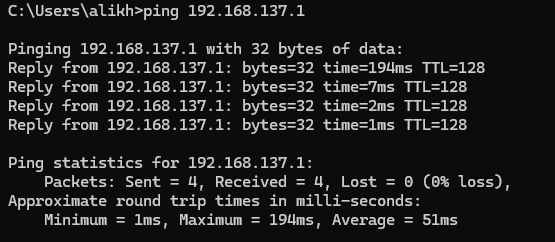 C:\Users\alikh>ping 192.168.137.1
Pinging 192.168.137.1 with 32 bytes of data:
Reply from 192.168.137.1: bytes=32 time=194ms TTL=128
Reply from 192.168.137.1: bytes=32 time=7ms TTL=128
Reply from 192.168.137.1: bytes=32 time=2ms TTL=128
Reply from 192.168.137.1: bytes=32 time=1ms TTL=128
Ping statistics for 192.168.137.1:
Packets: Sent = 4, Received = 4, Lost = 0 (0% loss),
Approximate round trip times in milli-seconds:
Minimum = 1ms, Maximum = 194ms, Average = 51ms